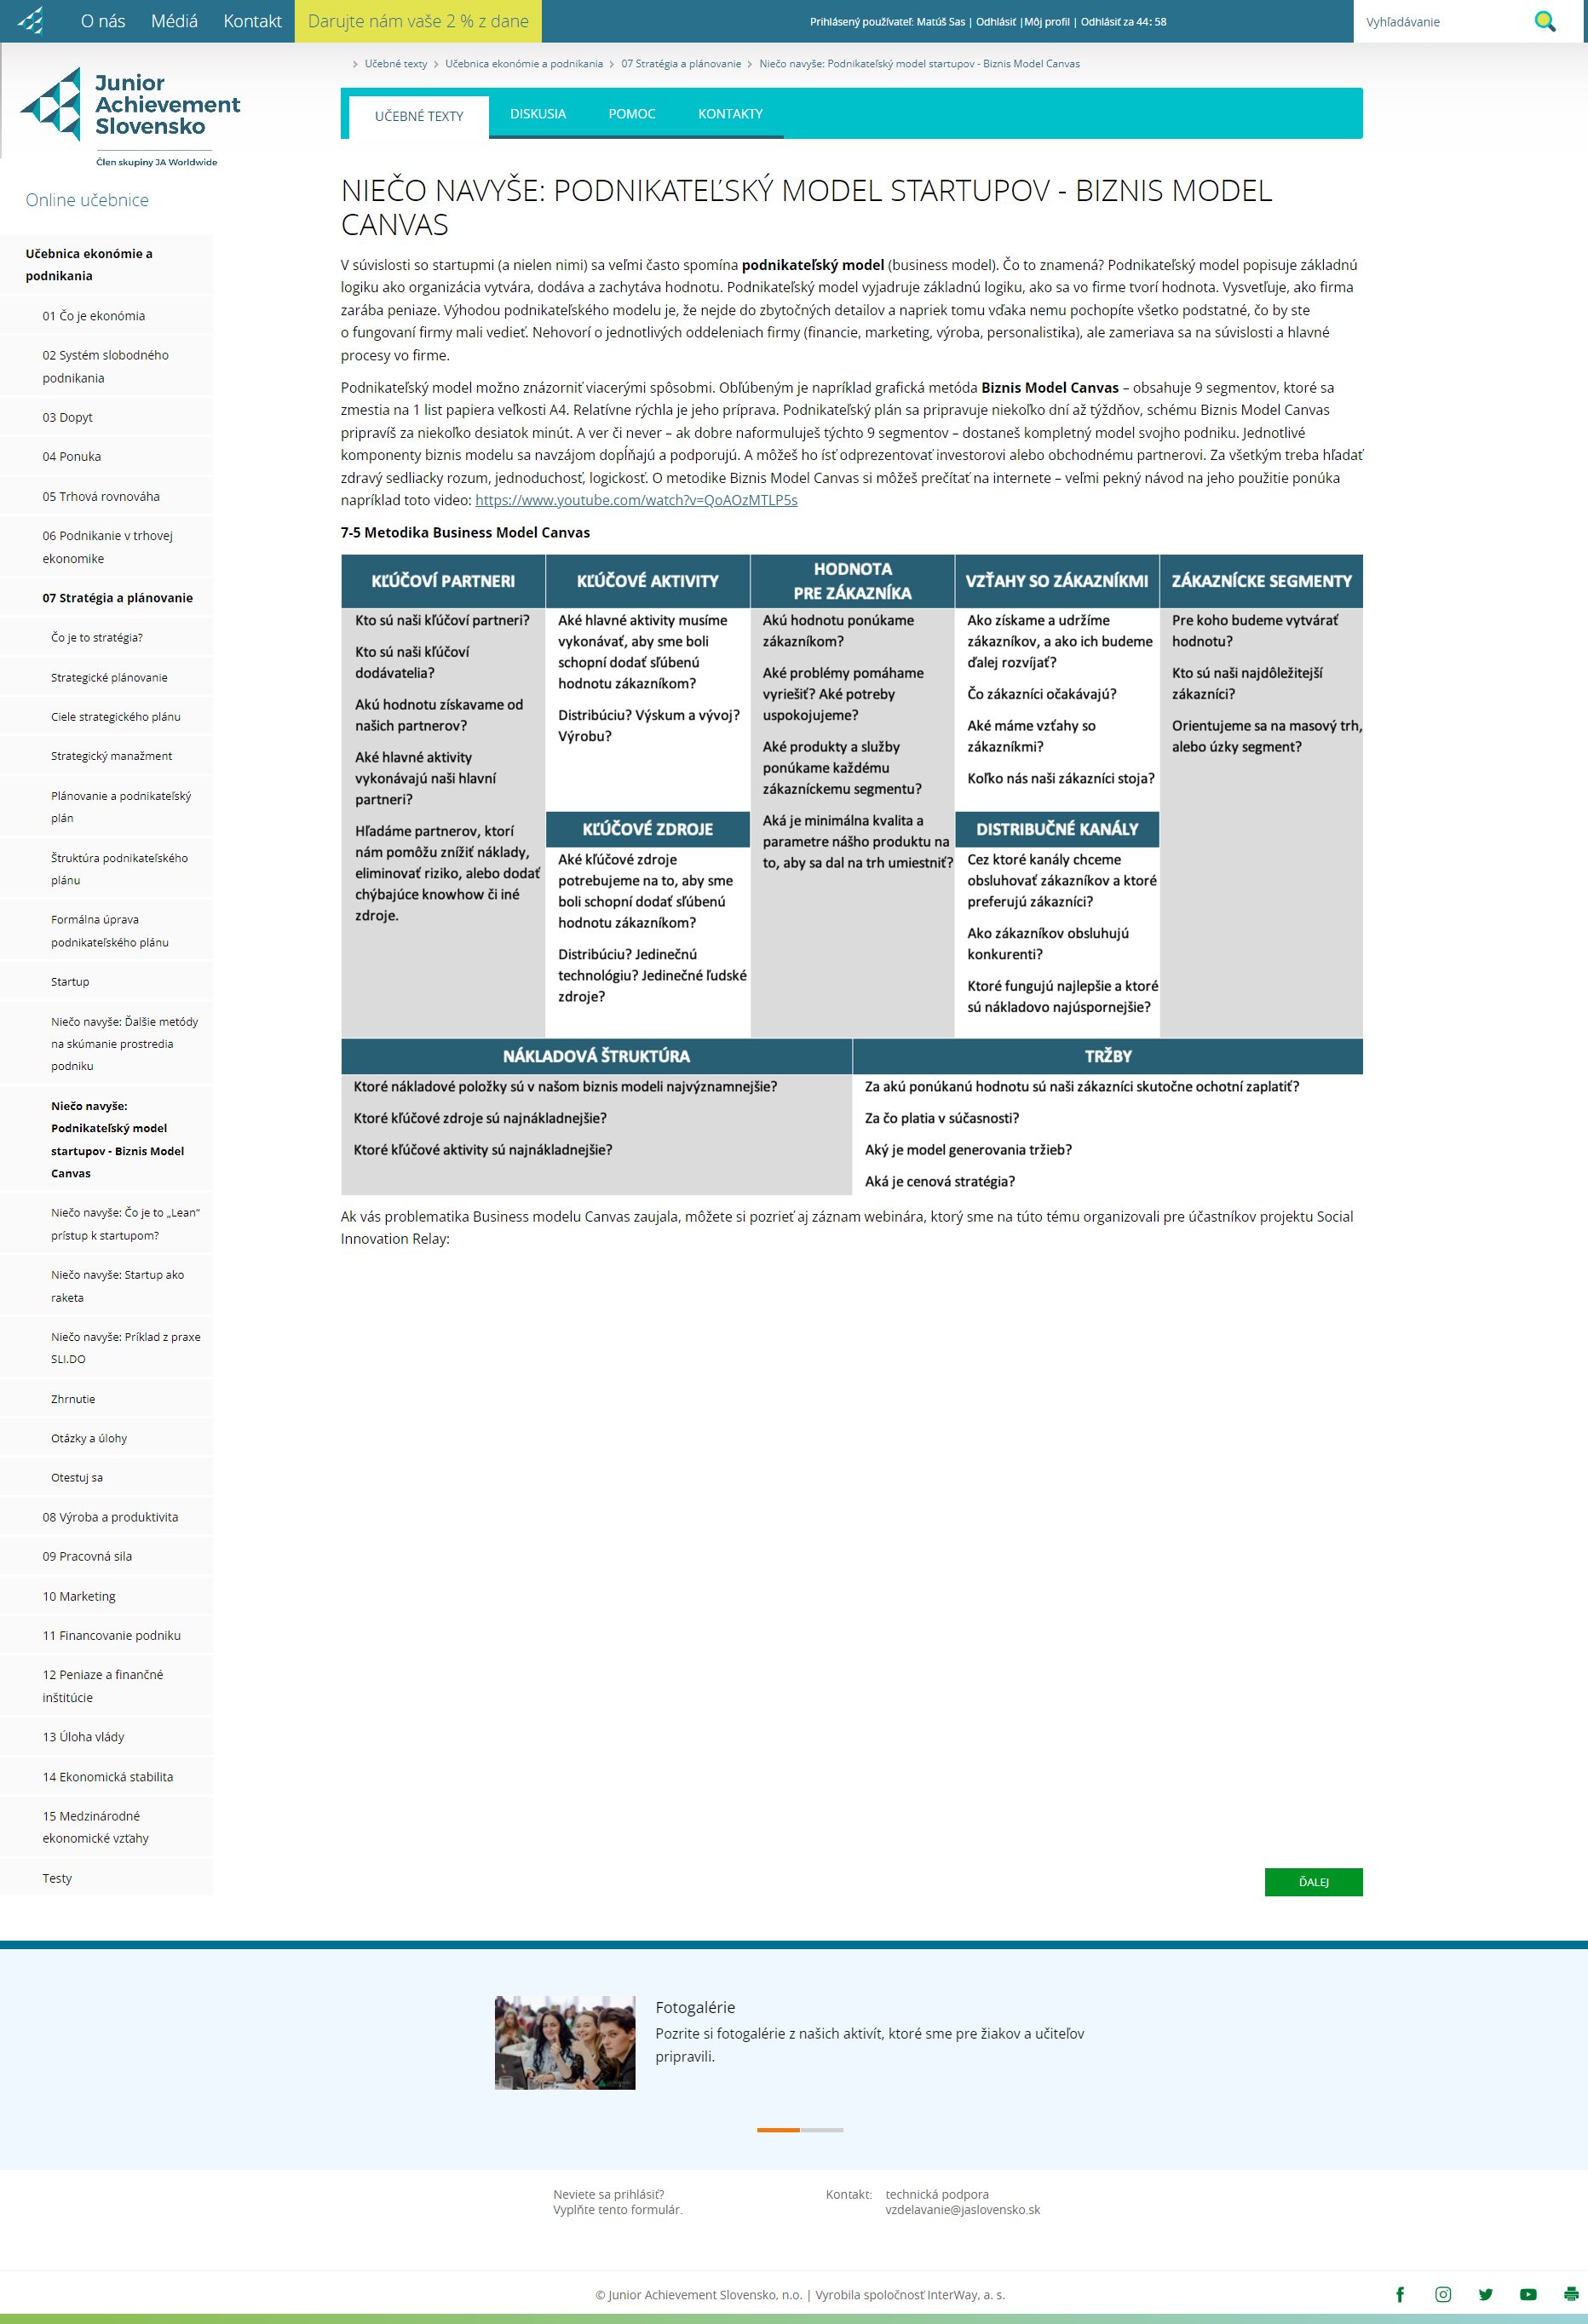 O nás Médiá Kontakt Darujte nám vaše 2 % z dane
Prihlásený používateľ: Matúš Sas | Odhlásiť |Môj profil | Odhlásiť za 44: 58
Vyhľadávanie
Učebné texty Učebnica ekonómie a podnikania 07 Stratégia a plánovanie Niečo navyše: Podnikateľský model startupov - Biznis Model Canvas
Junior
Achievement
Slovensko
Člen skupiny JA Worldwide
UČEBNÉ TEXTY DISKUSIA POMOC KONTAKTY
Online učebnice
Učebnica ekonómie a
podnikania
01 Čo je ekonómia
02 Systém slobodného
podnikania
03 Dopyt
04 Ponuka
05 Trhová rovnováha
06 Podnikanie v trhovej
ekonomike
07 Stratégia a plánovanie
Čo je to stratégia?
Strategické plánovanie
Ciele strategického plánu
Strategický manažment
Plánovanie a podnikateľský
plán
Štruktúra podnikateľského
plánu
Formálna úprava
podnikateľského plánu
Startup
Niečo navyše: Ďalšie metódy
na skúmanie prostredia
podniku
Niečo navyše:
Podnikateľský model
startupov - Biznis Model
Canvas
Niečo navyše: Čo je to „Lean“
prístup k startupom?
Niečo navyše: Startup ako
raketa
Niečo navyše: Príklad z praxe
SLI.DO
Zhrnutie
Otázky a úlohy
Otestuj sa
08 Výroba a produktivita
09 Pracovná sila
10 Marketing
11 Financovanie podniku
12 Peniaze a finančné
inštitúcie
13 Úloha vlády
14 Ekonomická stabilita
15 Medzinárodné
ekonomické vzťahy
Testy
NIEČO NAVYŠE: PODNIKATEĽSKÝ MODEL STARTUPOV - BIZNIS MODEL
CANVAS
V súvislosti so startupmi (a nielen nimi) sa veľmi často spomína podnikateľský model (business model). Čo to znamená? Podnikateľský model popisuje základnú
logiku ako organizácia vytvára, dodáva a zachytáva hodnotu. Podnikateľský model vyjadruje základnú logiku, ako sa vo firme tvorí hodnota. Vysvetľuje, ako firma
zarába peniaze. Výhodou podnikateľského modelu je, že nejde do zbytočných detailov a napriek tomu vďaka nemu pochopíte všetko podstatné, čo by ste
o fungovaní firmy mali vedieť. Nehovorí o jednotlivých oddeleniach firmy (financie, marketing, výroba, personalistika), ale zameriava sa na súvislosti a hlavné
procesy vo firme.
Podnikateľský model možno znázorniť viacerými spôsobmi. Obľúbeným je napríklad grafická metóda Biznis Model Canvas – obsahuje 9 segmentov, ktoré sa
zmestia na 1 list papiera veľkosti A4. Relatívne rýchla je jeho príprava. Podnikateľský plán sa pripravuje niekoľko dní až týždňov, schému Biznis Model Canvas
pripravíš za niekoľko desiatok minút. A ver či never – ak dobre naformuluješ týchto 9 segmentov – dostaneš kompletný model svojho podniku. Jednotlivé
komponenty biznis modelu sa navzájom dopĺňajú a podporujú. A môžeš ho ísť odprezentovať investorovi alebo obchodnému partnerovi. Za všetkým treba hľadať
zdravý sedliacky rozum, jednoduchosť, logickosť. O metodike Biznis Model Canvas si môžeš prečítať na internete – veľmi pekný návod na jeho použitie ponúka
napríklad toto video: https://www.youtube.com/watch?v=QoAOzMTLP5s
7-5 Metodika Business Model Canvas
KĽÚČOVÍ PARTNERI
Kto sú naši kľúčoví partneri?
Kto sú naši kľúčoví
dodávatelia?
Akú hodnotu získavame od
našich partnerov?
Aké hlavné aktivity
vykonávajú naši hlavní
partneri?
Hľadáme partnerov, ktorí
nám pomôžu znížiť náklady,
eliminovať riziko, alebo dodať
chýbajúce knowhow či iné
zdroje.
KĽÚČOVÉ AKTIVITY
Aké hlavné aktivity musíme
vykonávať, aby sme boli
schopní dodať sľúbenú
hodnotu zákazníkom?
Distribúciu? Výskum a vývoj?
Výrobu?
KĽÚČOVÉ ZDROJE
Aké kľúčové zdroje
potrebujeme na to, aby sme
boli schopní dodať sľúbenú
hodnotu zákazníkom?
Distribúciu? Jedinečnú
technológiu? Jedinečné ľudské
zdroje?
HODNOTA
PRE ZÁKAZNÍKA
Akú hodnotu ponúkame
zákazníkom?
Aké problémy pomáhame
vyriešiť? Aké potreby
uspokojujeme?
Aké produkty a služby
ponúkame každému
zákazníckemu segmentu?
Aká je minimálna kvalita a
parametre nášho produktu na
to, aby sa dal na trh umiestniť?
VZŤAHY SO ZÁKAZNÍKMI
Ako získame a udržíme
zákazníkov, a ako ich budeme
ďalej rozvíjať?
Čo zákazníci očakávajú?
Aké máme vzťahy so
zákazníkmi?
Koľko nás naši zákazníci stoja?
DISTRIBUČNÉ KANÁLY
Cez ktoré kanály chceme
obsluhovať zákazníkov a ktoré
preferujú zákazníci?
Ako zákazníkov obsluhujú
konkurenti?
Ktoré fungujú najlepšie a ktoré
sú nákladovo najúspornejšie?
ZÁKAZNÍCKE SEGMENTY
Pre koho budeme vytvárať
hodnotu?
Kto sú naši najdôležitejší
zákazníci?
Orientujeme sa na masový trh,
alebo úzky segment?
NÁKLADOVÁ ŠTRUKTÚRA
Ktoré nákladové položky sú v našom biznis modeli najvýznamnejšie?
Ktoré kľúčové zdroje sú najnákladnejšie?
Ktoré kľúčové aktivity sú najnákladnejšie?
TRŽBY
Za akú ponúkanú hodnotu sú naši zákazníci skutočne ochotní zaplatiť?
Za čo platia v súčasnosti?
Aký je model generovania tržieb?
Aká je cenová stratégia?
Ak vás problematika Business modelu Canvas zaujala, môžete si pozrieť aj záznam webinára, ktorý sme na túto tému organizovali pre účastníkov projektu Social
Innovation Relay:
ĎALEJ
Fotogalérie
Pozrite si fotogalérie z našich aktivít, ktoré sme pre žiakov a učiteľov
pripravili.
Neviete sa prihlásiť?
Vyplňte tento formulár.
Kontakt: technická podpora
vzdelavanie@jaslovensko.sk
© Junior Achievement Slovensko, n.o. | Vyrobila spoločnosť InterWay, a. s.